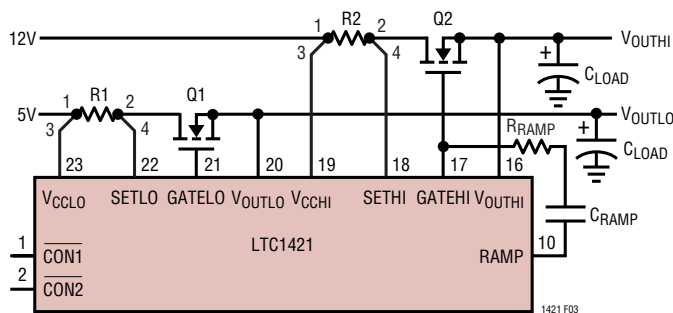 1 R2 2 Q2
12V VOUTHI
3 4
+
CLOAD
1 R1 2 Q1
5V VOUTLO
3 4
RRAMP
+
CLOAD
23 22 21 20 19 18 17 16
VCCLO SETLO GATELO VOUTLO VCCHI SETHI GATEHI VOUTHI
CRAMP
1 CON1
LTC1421
RAMP 10
2 CON2
1421 F03